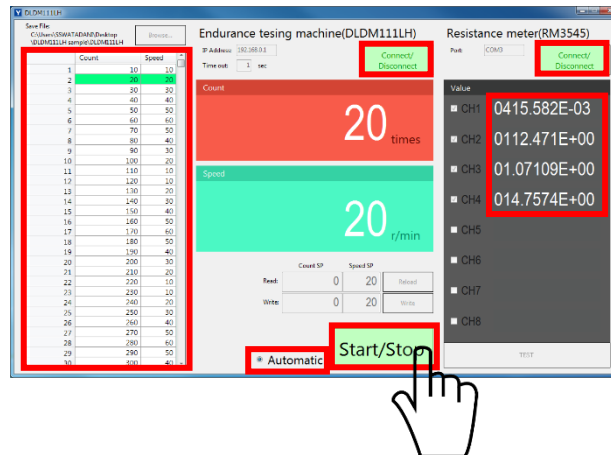 DLDM111LH
Save File:
C:\Users\SSWATADANI\Desktop
\DLDM111LH sample\DLDM111LH
Browse...
Count Speed
1 10 10
2 20 20
3 30 30
4 40 40
5 50 50
6 60 60
7 70 50
8 80 40
9 90 30
10 100 20
11 110 10
12 120 10
13 130 20
14 140 30
15 150 40
16 160 50
17 170 60
18 180 50
19 190 40
20 200 30
21 210 20
22 220 10
23 230 10
24 240 20
25 250 30
26 260 40
27 270 50
28 280 60
29 290 50
30 300 40
Endurance tesing machine(DLDM111LH)
IP Address 192.168.0.1
Time out: 1 sec
Connect/
Disconnect
Count
20 times
Speed
20 r/min
Count SP Speed SP
Read: 0 20 Reload
Write: 0 20 Write
Automatic
Start/Stop
Resistance meter(RM3545)
Port: COM3
Connect/
Disconnect
Value
CH1 0415.582E-03
CH2 0112.471E+00
CH3 01.07109E+00
CH4 014.7574E+00
CH5
CH6
CH7
CH8
TEST